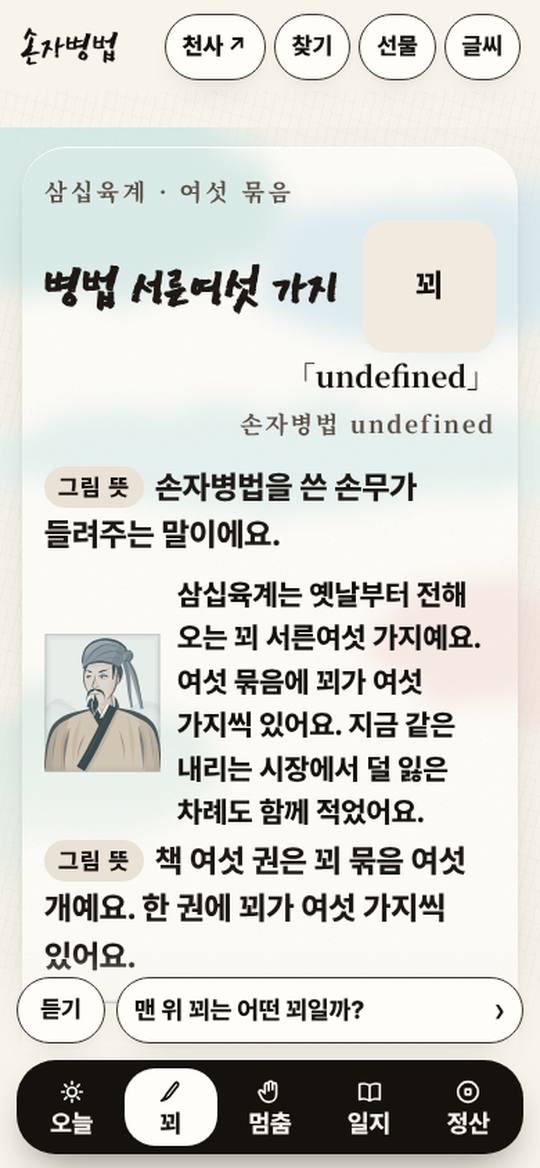 손자병법
천사 ↗ 찾기 선물 글씨
삼십육계 · 여섯 묶음
병법 서른여섯 가지
꾀
「undefined」
손자병법 undefined
그림 뜻 손자병법을 쓴 손무가
들려주는 말이에요.
삼십육계는 옛날부터 전해
오는 꾀 서른여섯 가지예요.
여섯 묶음에 꾀가 여섯
가지씩 있어요. 지금 같은
내리는 시장에서 덜 잃은
차례도 함께 적었어요.
그림 뜻 책 여섯 권은 꾀 묶음 여섯
개예요. 한 권에 꾀가 여섯 가지씩
있어요.
듣기 맨 위 꾀는 어떤 꾀일까? ›
오늘 꾀 멈춤 일지 정산